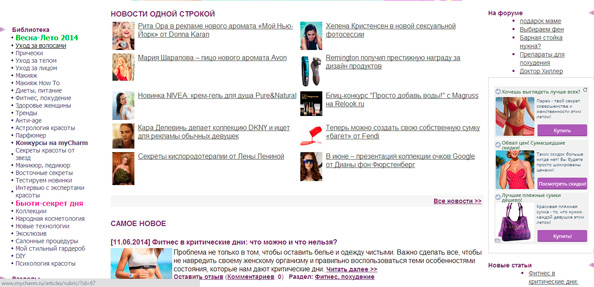 Библиотека
Весна-Лето 2014
Уход за волосами
Прически
Уход за телом
Уход за лицом
Макияж
Макияж How To
Диеты, питание
Фитнес, похудение
Здоровье женщины
Тренды
Анти-age
Астрология красоты
Парфюмер
Конкурсы на myCharm
Секреты красоты от
звезд
Маникюр, педикюр
Восточные секреты
Тестируем новинки
Интервью с экспертами
красоты
Бьюти-секрет дня
Коллекции
Народная косметология
Новые технологии
Эксклюзив
Салонные процедуры
Мой стильный гардероб
DIY
Психология красоты
www.mycharm.ru/articles/rubric/?id=67
НОВОСТИ ОДНОЙ СТРОКОЙ
Рита Ора в рекламе нового аромата «Мой Нью-
Йорк» от Donna Karan
Мария Шарапова – лицо нового аромата Avon
Новинка NIVEA: крем-гель для душа Pure&Natural
Кара Делевинь делает коллекцию DKNY и ищет
для рекламы обычных девушек
Секреты кислородотерапии от Лены Лениной
Хелена Кристенсен в новой сексуальной
фотосессии
Remington получил престижную награду за
дизайн продуктов
Блиц-конкурс "Просто добавь воды!" с Magruss
на Relook.ru
Теперь можно создать свою собственную сумку
«багет» от Fendi
В июне – презентация коллекции очков Google
от Дианы фон Фюрстенберг
Все новости >>
САМОЕ НОВОЕ
[11.06.2014] Фитнес в критические дни: что можно и что нельзя?
Проблема не только в том, чтобы оставить белье и одежду чистыми. Важно сделать все, чтобы
не навредить своему женскому организму и правильно воспользоваться теми особенностями
состояния, которые нам дают критические дни. Читать далее >>
Оставить отзыв (Комментариев: 0) Раздел: Фитнес, похудение
На форуме
подарок маме
Выбираем фен
Барная стойка
нужна?
Препараты для
похудения
Доктор Хиллер
Хочешь выглядеть лучше всех?
Купить
Обвал цен! Сумасшедшие
скидки!
Посмотреть скидки!
Лучшие пляжные сумки
дёшево!
Купить!
Новые статьи
Фитнес в
критические